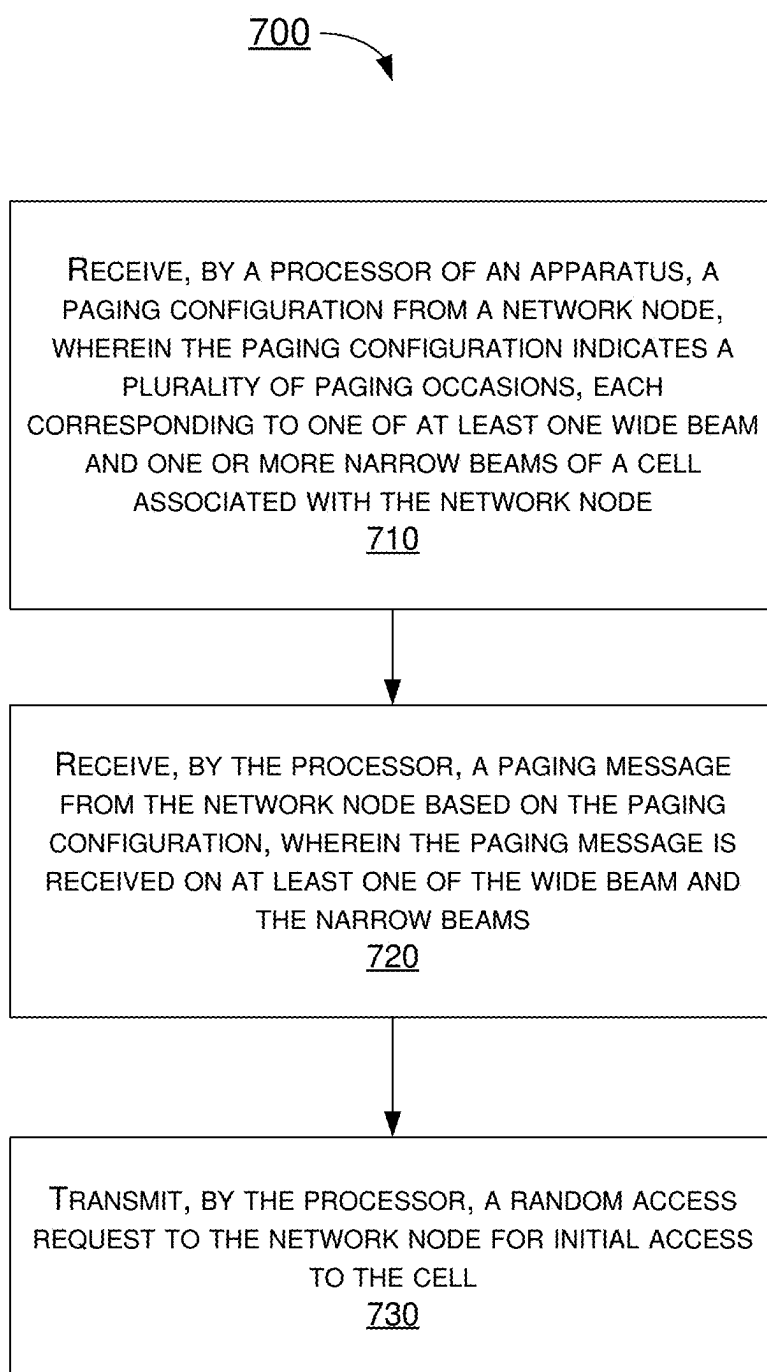 700
RECEIVE, BY A PROCESSOR OF AN APPARATUS, A
PAGING CONFIGURATION FROM A NETWORK NODE,
WHEREIN THE PAGING CONFIGURATION INDICATES A
PLURALITY OF PAGING OCCASIONS, EACH
CORRESPONDING TO ONE OF AT LEAST ONE WIDE BEAM
AND ONE OR MORE NARROW BEAMS OF A CELL
ASSOCIATED WITH THE NETWORK NODE
710
RECEIVE, BY THE PROCESSOR, A PAGING MESSAGE
FROM THE NETWORK NODE BASED ON THE PAGING
CONFIGURATION, WHEREIN THE PAGING MESSAGE IS
RECEIVED ON AT LEAST ONE OF THE WIDE BEAM AND
THE NARROW BEAMS
720
TRANSMIT, BY THE PROCESSOR, A RANDOM ACCESS
REQUEST TO THE NETWORK NODE FOR INITIAL ACCESS
TO THE CELL
730